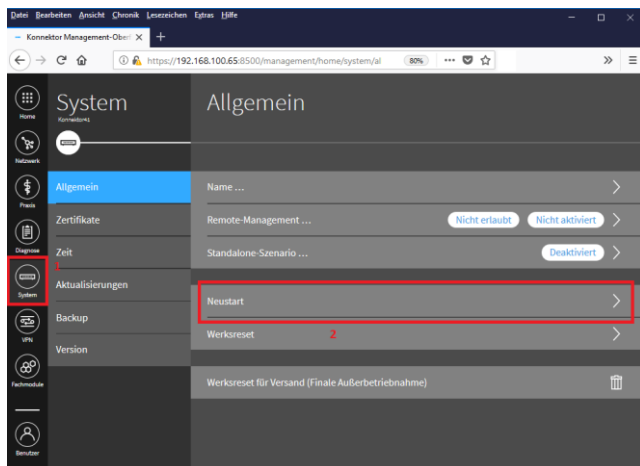 Datei Bearbeiten Ansicht Chronik Lesezeichen Extras Hilfe
Konnektor Management-Ober
https://192.168.100.65:8500/management/home/system/al
80%
Home
Netzwerk
Praxis
Diagnose
System
VPN
Fachmodule
Benutzer
System
Konnektor41
Allgemein
Zertifikate
Zeit
1
Aktualisierungen
Backup
Version
Allgemein
Name ...
Remote-Management ... Nicht erlaubt Nicht aktiviert
Standalone-Szenario ... Deaktiviert
Neustart
Werksreset 2
Werksreset für Versand (Finale Außerbetriebnahme)